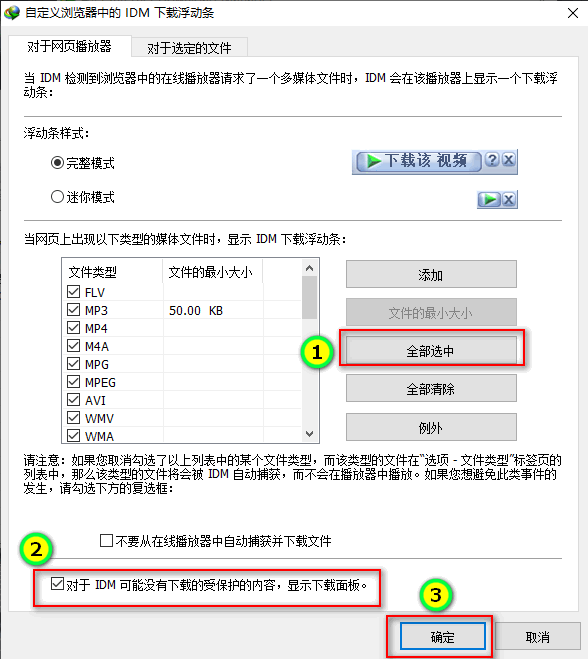 自定义浏览器中的 IDM 下载浮动条
对于网页播放器
对于选定的文件
当 IDM 检测到浏览器中的在线播放器请求了一个多媒体文件时，IDM 会在该播放器上显示一个下载浮
动条：
浮动条样式：
完整模式
下载该 视频 ? X
迷你模式
X
当网页上出现以下类型的媒体文件时，显示 IDM 下载浮动条：
文件类型 文件的最小大小
FLV
MP3 50.00 KB
MP4
M4A
MPG
MPEG
AVI
WMV
WMA
添加
文件的最小大小
1 全部选中
全部清除
例外
请注意：如果您取消勾选了以上列表中的某个文件类型，而该类型的文件在“选项 - 文件类型”标签页的
列表中，那么该类型的文件将会被 IDM 自动捕获，而不会在播放器中播放。如果您想避免此类事件的
发生，请勾选下方的复选框：
不要从在线播放器中自动捕获并下载文件
2
对于 IDM 可能没有下载的受保护的内容，显示下载面板。
3
确定
取消